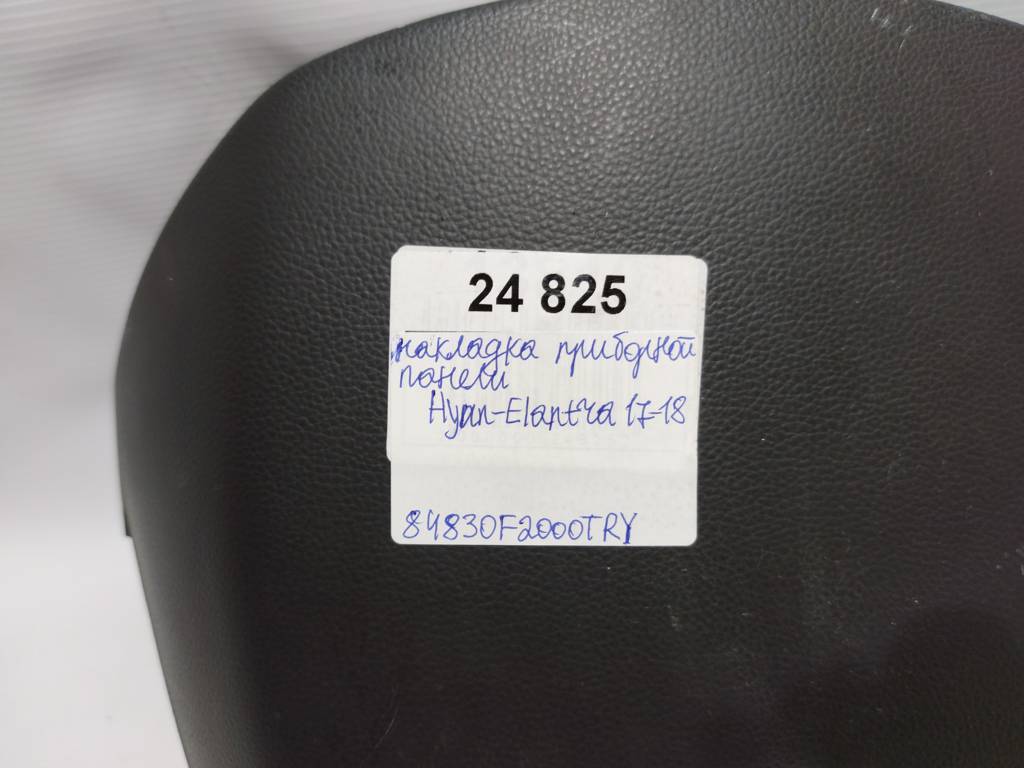 24 825
накладка приборной
панели
Hyun-Elantra 17-18
84830F2000TRY